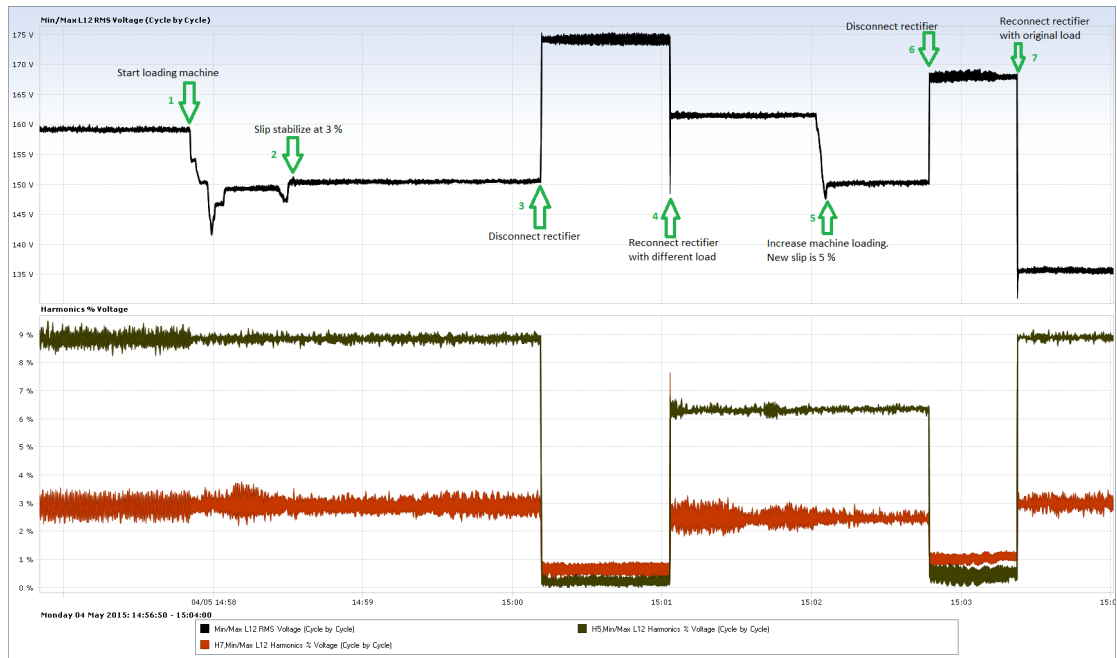 Min/Max L12 RMS Voltage (Cycle by Cycle)
175 V
170 V
165 V
160 V
155 V
150 V
145 V
140 V
135 V
Start loading machine
1
Slip stabilize at 3 %
2
3
Disconnect rectifier
4
Reconnect rectifier
with different load
5
Increase machine loading.
New slip is 5 %
Disconnect rectifier
6
Reconnect rectifier
with original load
7
Harmonics % Voltage
9 %
8 %
7 %
6 %
5 %
4 %
3 %
2 %
1 %
0 %
04/05 14:58 14:59 15:00 15:01 15:02 15:03 15:0
Monday 04 May 2015: 14:56:50 - 15:04:00
Min/Max L12 RMS Voltage (Cycle by Cycle) H5,Min/Max L12 Harmonics % Voltage (Cycle by Cycle)
H7,Min/Max L12 Harmonics % Voltage (Cycle by Cycle)